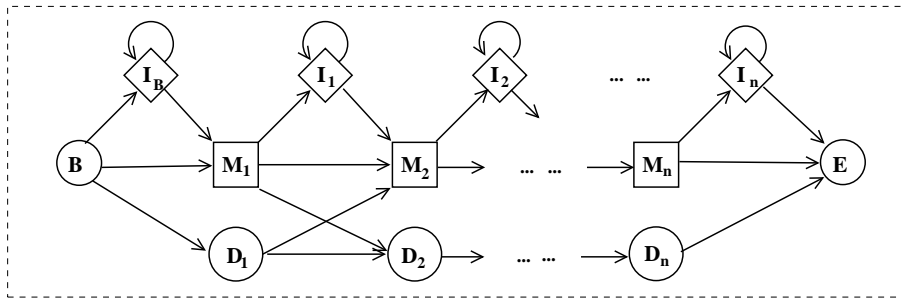 I_B I_1 I_2 ... ... I_n
B M_1 M_2 ... ... M_n E
D_1 D_2 ... ... D_n